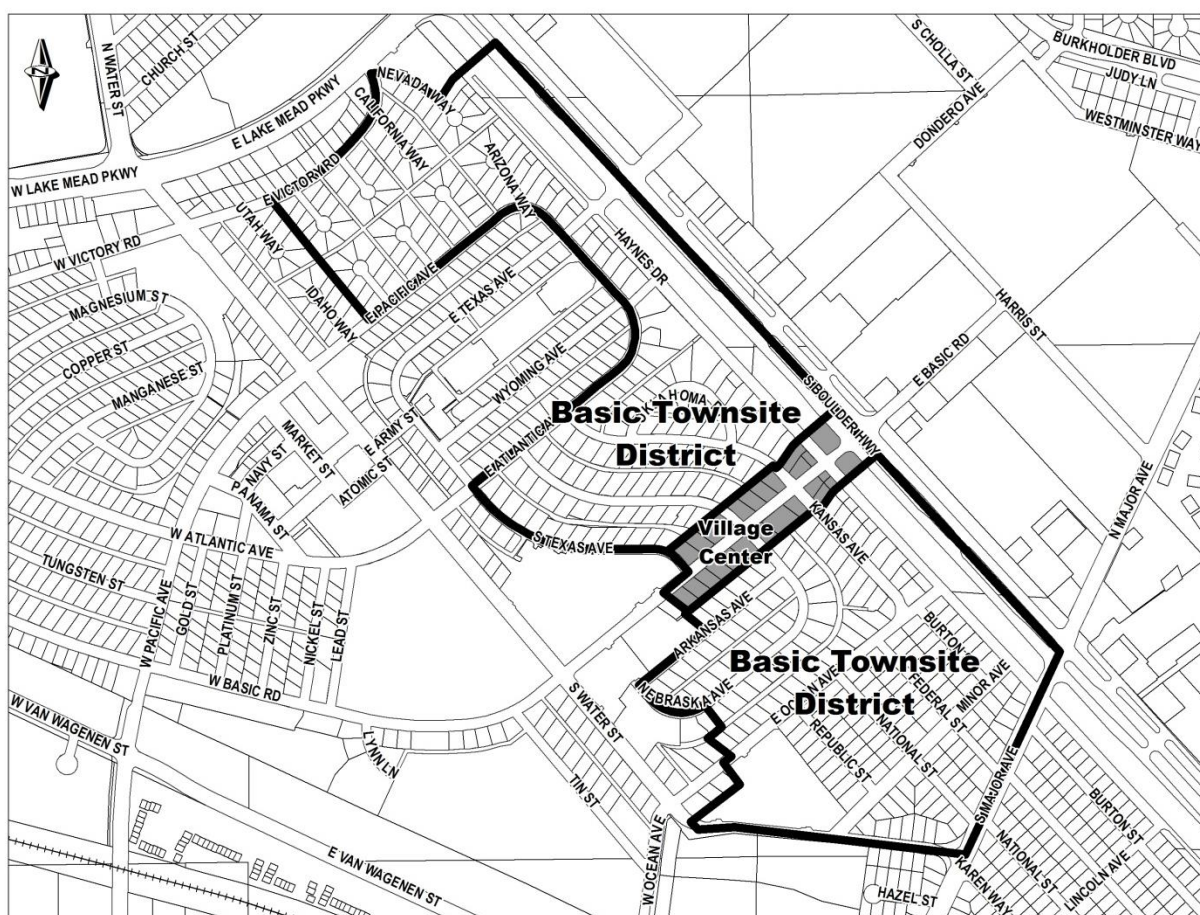 N WATER ST
CHURCH ST
S CHOLLA ST
BURKHOLDER BLVD
JUDY LN
WESTMINSTER WAY
DONDERO AVE
E LAKE MEAD PKWY
NEVADA WAY
CALIFORNIA WAY
ARIZONA WAY
W LAKE MEAD PKWY
E VICTORY RD
UTAH WAY
W VICTORY RD
IDAHO WAY
E PACIFIC AVE
E TEXAS AVE
HAYNES DR
HARRIS ST
MAGNESIUM ST
COPPER ST
MANGANESE ST
WYOMING AVE
E BASIC RD
S BOULDER HWY
Basic Townsite
District
MARKET ST
E ARMY ST
NAVY ST
ATOMIC ST
PANAMA ST
E ATLANTIC
W ATLANTIC AVE
S TEXAS AVE
Village
Center
KANSAS AVE
N MAJOR AVE
TUNGSTEN ST
W PACIFIC AVE
GOLD ST
PLATINUM ST
ZINC ST
NICKEL ST
LEAD ST
ARKANSAS AVE
W BASIC RD
Basic Townsite
District
BURTON
MINOR AVE
FEDERAL ST
NEBRASKA AVE
NATIONAL ST
REPUBLIC ST
S WATER ST
W VAN WAGENEN ST
LYNN LN
TIN ST
S MAJOR AVE
BURTON ST
NATIONAL ST
LINCOLN AVE
KAREN WAY
HAZEL ST
W OCEAN AVE
E VAN WAGENEN ST